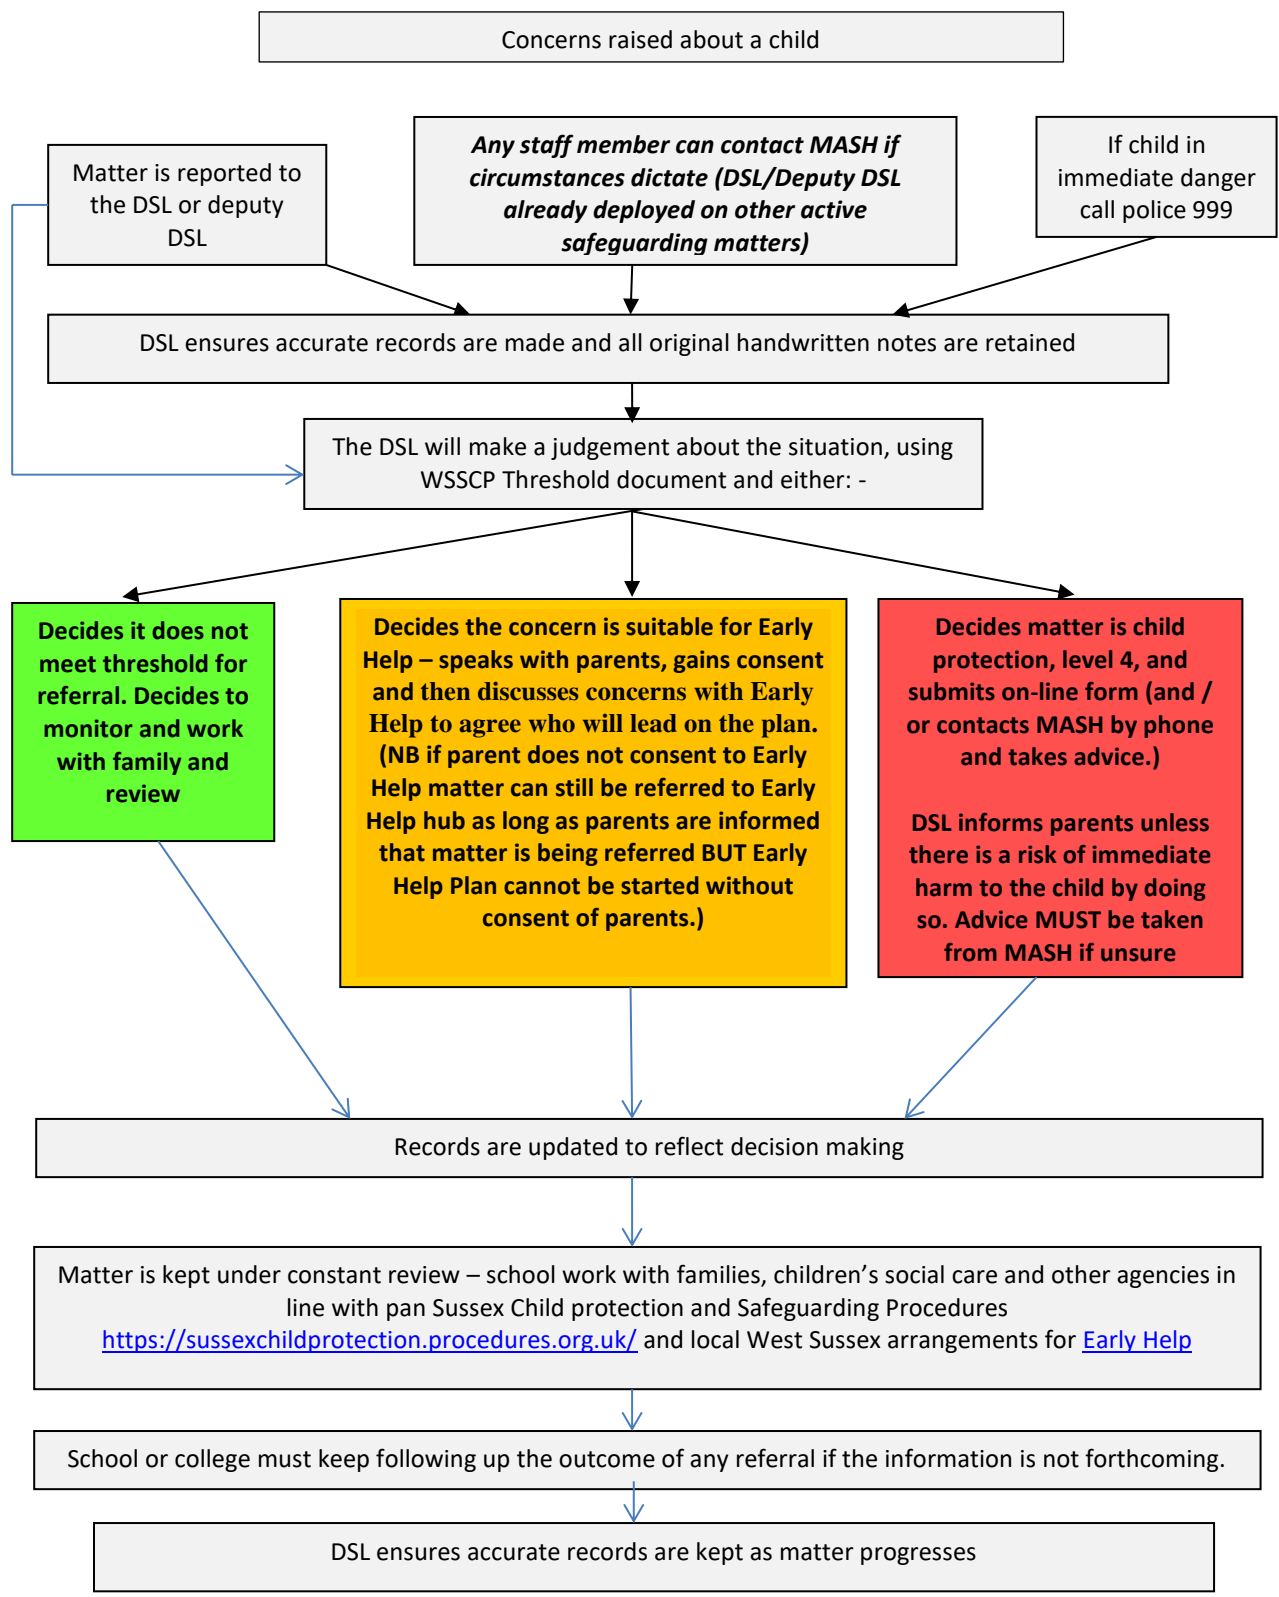 Concerns raised about a child
Matter is reported to
the DSL or deputy
DSL
Any staff member can contact MASH if
circumstances dictate (DSL/Deputy DSL
already deployed on other active
safeguarding matters)
If child in
immediate danger
call police 999
DSL ensures accurate records are made and all original handwritten notes are retained
The DSL will make a judgement about the situation, using
WSSCP Threshold document and either: -
Decides it does not
meet threshold for
referral. Decides to
monitor and work
with family and
review
Decides the concern is suitable for Early
Help – speaks with parents, gains consent
and then discusses concerns with Early
Help to agree who will lead on the plan.
(NB if parent does not consent to Early
Help matter can still be referred to Early
Help hub as long as parents are informed
that matter is being referred BUT Early
Help Plan cannot be started without
consent of parents.)
Decides matter is child
protection, level 4, and
submits on-line form (and /
or contacts MASH by phone
and takes advice.)
DSL informs parents unless
there is a risk of immediate
harm to the child by doing
so. Advice MUST be taken
from MASH if unsure
Records are updated to reflect decision making
Matter is kept under constant review – school work with families, children’s social care and other agencies in
line with pan Sussex Child protection and Safeguarding Procedures
https://sussexchildprotection.procedures.org.uk/ and local West Sussex arrangements for Early Help
School or college must keep following up the outcome of any referral if the information is not forthcoming.
DSL ensures accurate records are kept as matter progresses